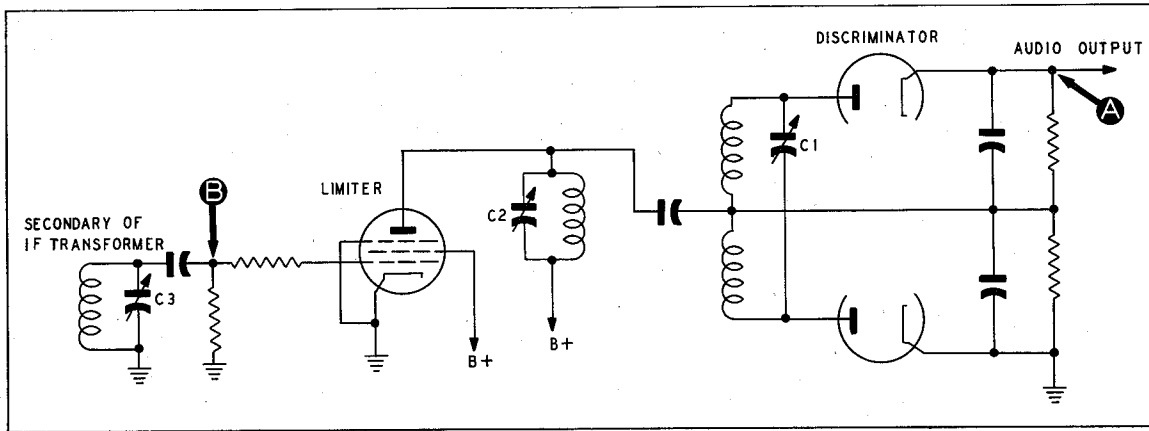 DISCRIMINATOR
AUDIO OUTPUT
A
C1
B
LIMITER
C2
SECONDARY OF
IF TRANSFORMER
C3
B+
B+